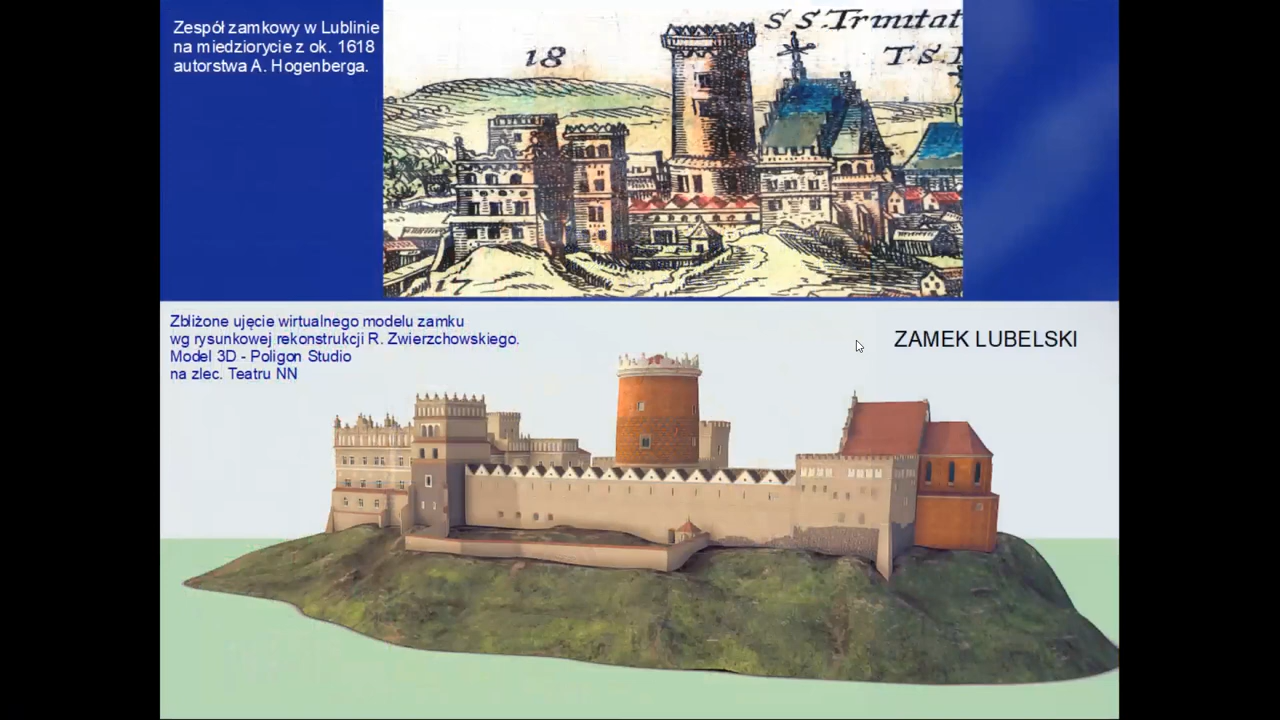 Zespół zamkowy w Lublinie
na miedziorycie z ok. 1618
autorstwa A. Hogenberga.
18
S S. Trinitat
T. S.
17
Zbliżone ujęcie wirtualnego modelu zamku
wg rysunkowej rekonstrukcji R. Zwierzchowskiego.
Model 3D - Poligon Studio
na zlec. Teatru NN
ZAMEK LUBELSKI